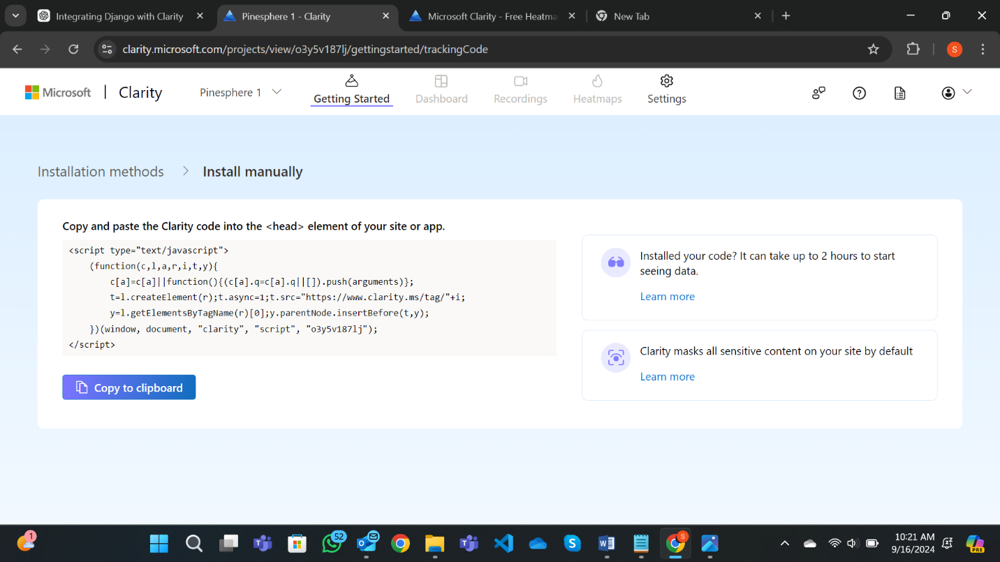 Integrating Django with Clarity
Pinesphere 1 - Clarity
Microsoft Clarity - Free Heatma
New Tab
clarity.microsoft.com/projects/view/o3y5v187lj/gettingstarted/trackingCode
S
Microsoft | Clarity
Pinesphere 1
Getting Started
Dashboard
Recordings
Heatmaps
Settings
Installation methods > Install manually
Copy and paste the Clarity code into the <head> element of your site or app.
<script type="text/javascript">
(function(c,l,a,r,i,t,y){
c[a]=c[a]||function(){(c[a].q=c[a].q||[]).push(arguments)};
t=l.createElement(r);t.async=1;t.src="https://www.clarity.ms/tag/"+i;
y=l.getElementsByTagName(r)[0];y.parentNode.insertBefore(t,y);
})(window, document, "clarity", "script", "o3y5v187lj");
</script>
Copy to clipboard
Installed your code? It can take up to 2 hours to start
seeing data.
Learn more
Clarity masks all sensitive content on your site by default
Learn more
1
52
S
10:21 AM
9/16/2024
PRE